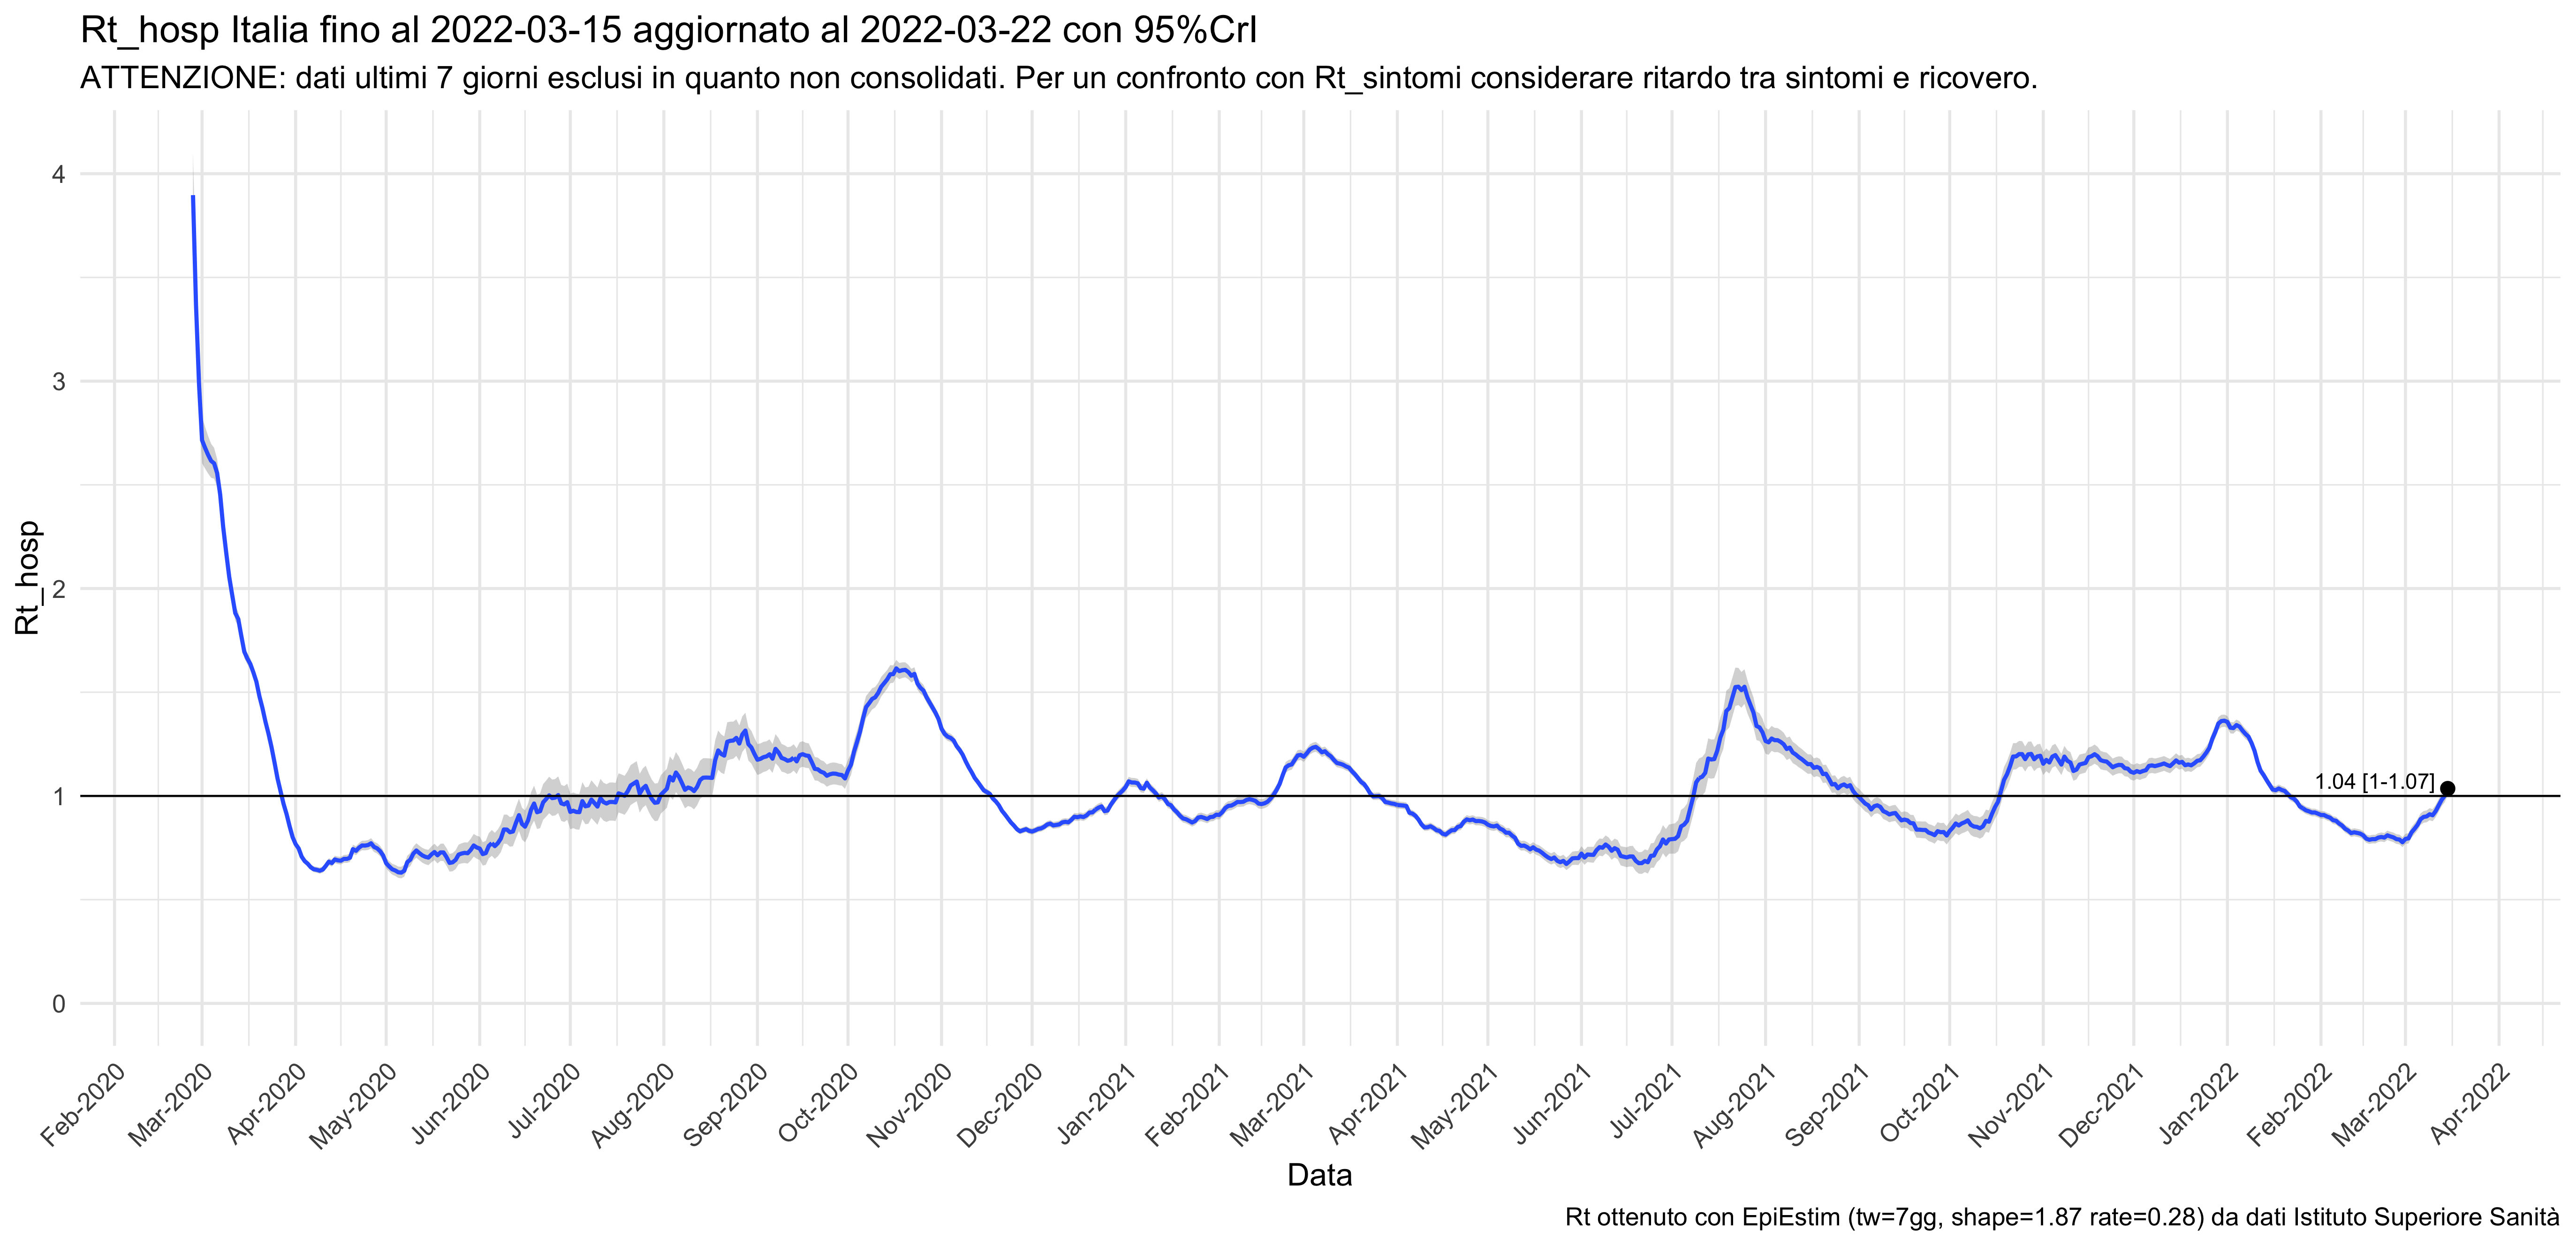 Rt_hosp Italia fino al 2022-03-15 aggiornato al 2022-03-22 con 95%CrI
ATTENZIONE: dati ultimi 7 giorni esclusi in quanto non consolidati. Per un confronto con Rt_sintomi considerare ritardo tra sintomi e ricovero.
Rt_hosp
4
3
2
1
0
1.04 [1-1.07]
Feb-2020
Mar-2020
Apr-2020
May-2020
Jun-2020
Jul-2020
Aug-2020
Sep-2020
Oct-2020
Nov-2020
Dec-2020
Jan-2021
Feb-2021
Mar-2021
Apr-2021
May-2021
Jun-2021
Jul-2021
Aug-2021
Sep-2021
Oct-2021
Nov-2021
Dec-2021
Jan-2022
Feb-2022
Mar-2022
Apr-2022
Data
Rt ottenuto con EpiEstim (tw=7gg, shape=1.87 rate=0.28) da dati Istituto Superiore Sanità